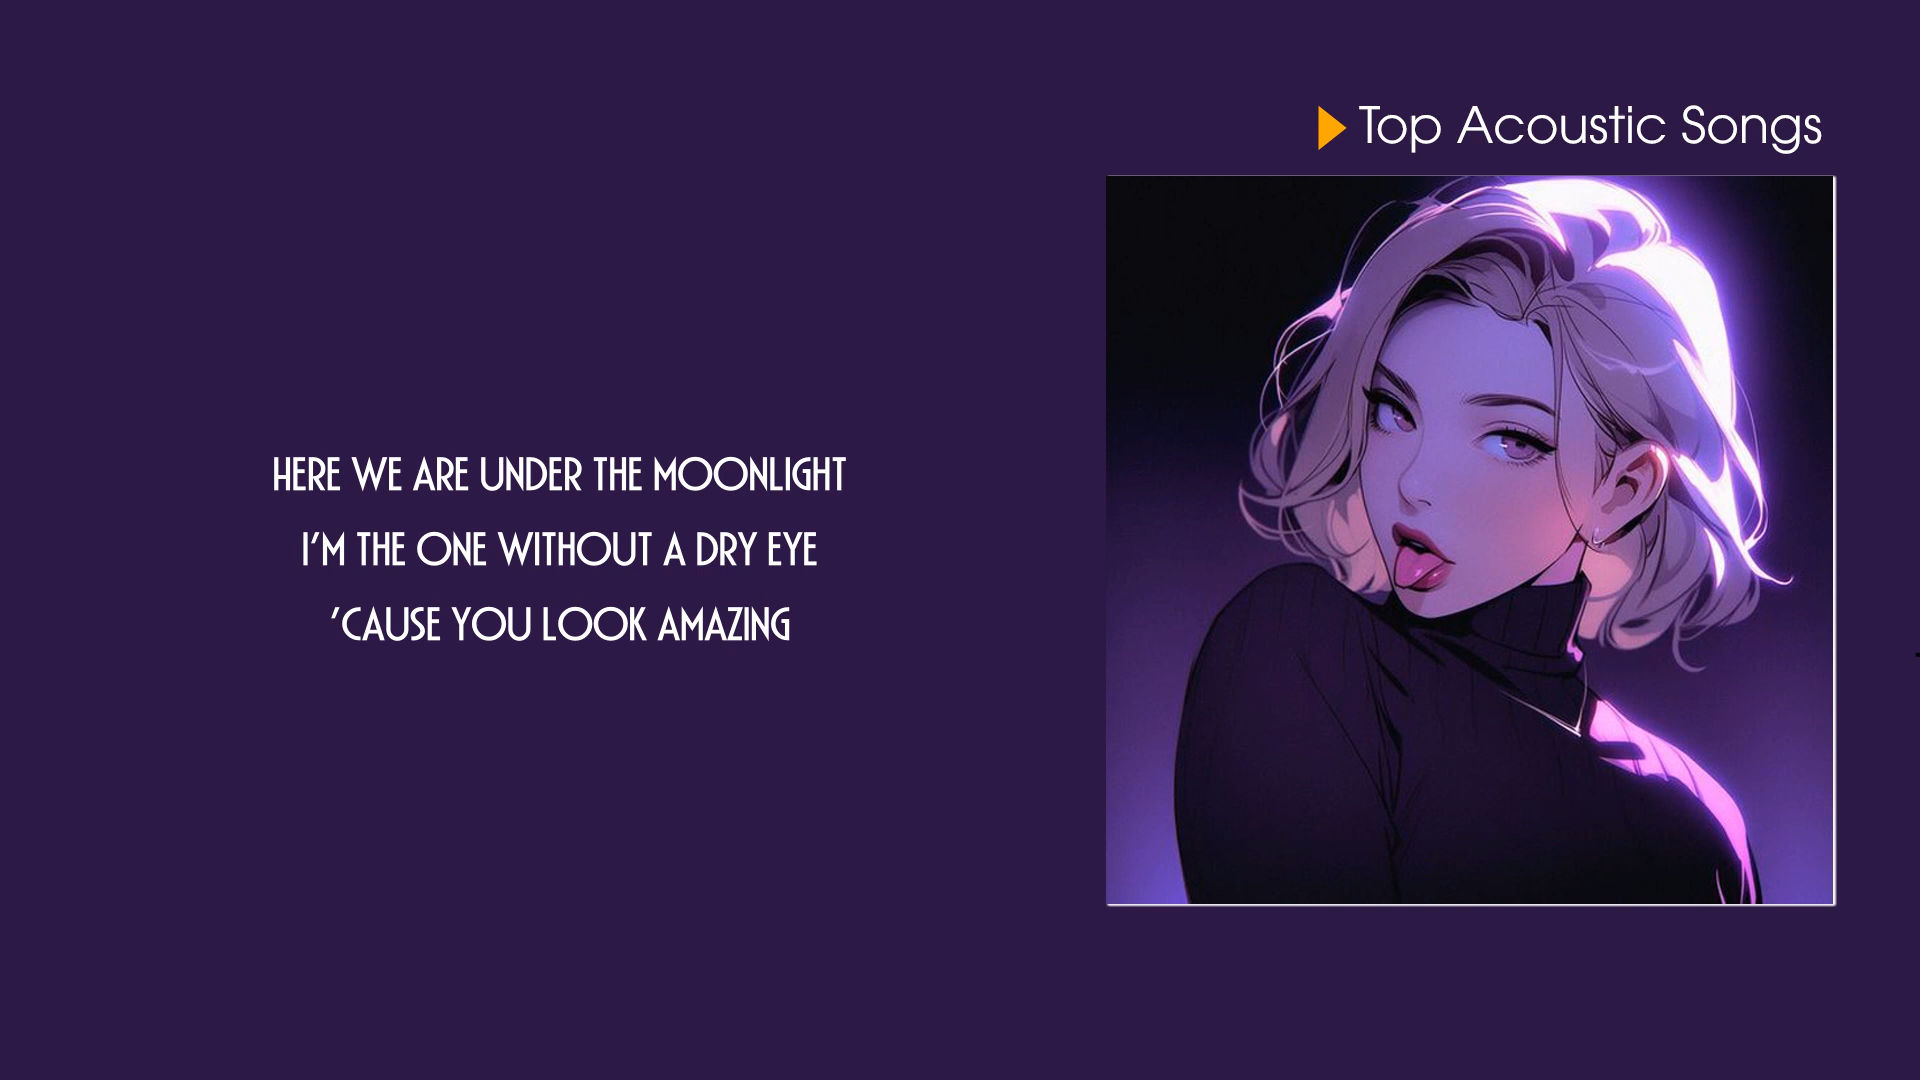 Top Acoustic Songs
HERE WE ARE UNDER THE MOONLIGHT
I'M THE ONE WITHOUT A DRY EYE
'CAUSE YOU LOOK AMAZING